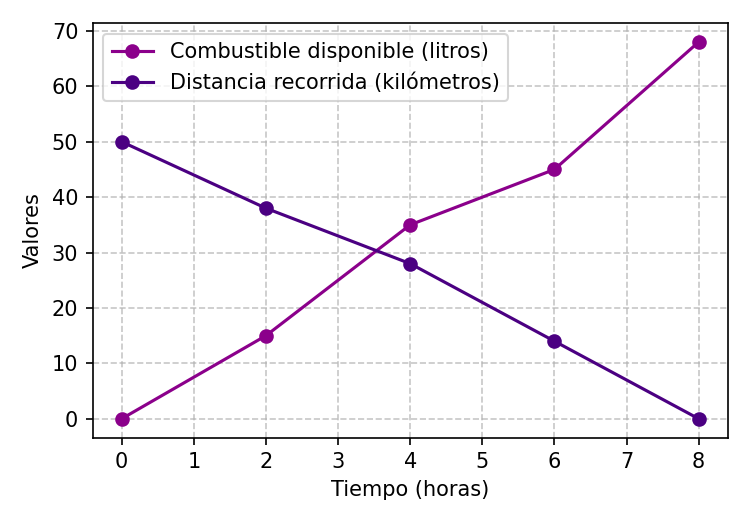 Combustible disponible (litros)
Distancia recorrida (kilómetros)
Valores
70
60
50
40
30
20
10
0
0 1 2 3 4 5 6 7 8
Tiempo (horas)